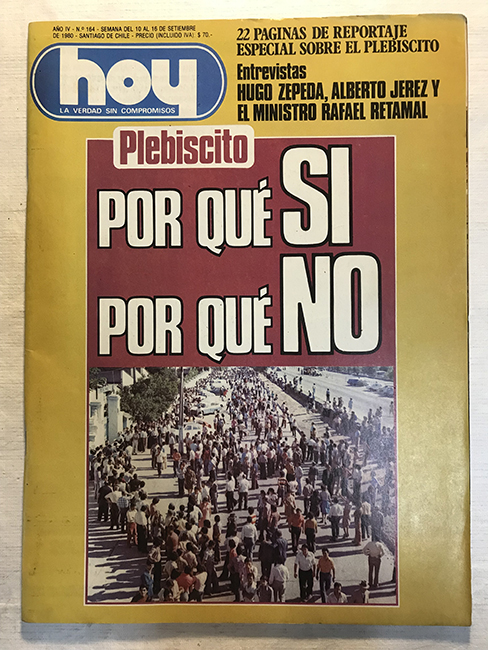 AÑO IV - N.º 164 - SEMANA DEL 10 AL 16 DE SETIEMBRE
DE 1980 - SANTIAGO DE CHILE - PRECIO (INCLUIDO IVA) $ 70.-
hoy
LA VERDAD SIN COMPROMISOS
22 PAGINAS DE REPORTAJE
ESPECIAL SOBRE EL PLEBISCITO
Entrevistas
HUGO ZEPEDA, ALBERTO JEREZ Y
EL MINISTRO RAFAEL RETAMAL
Plebiscito
POR QUÉ SI
POR QUÉ NO